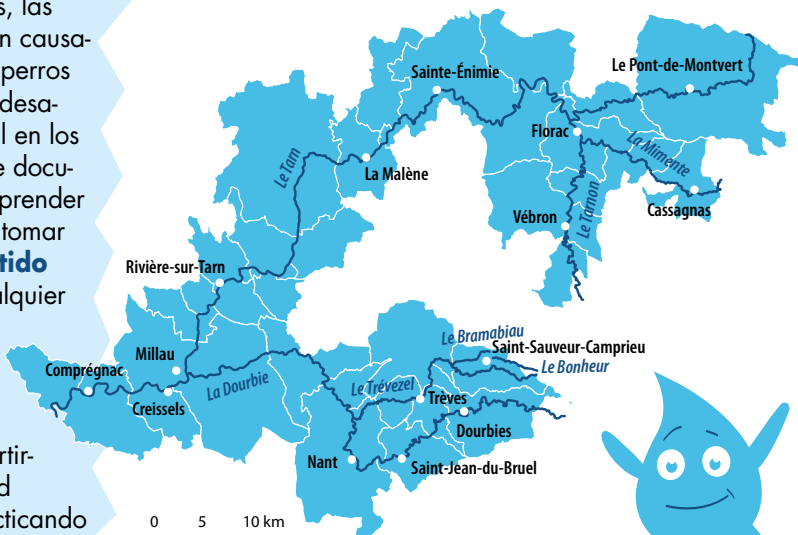 s, las
n causa-
perros
desa-
l en los
e docu-
prender
tomar
tido
alquier
rtir-
d
cticando
Sainte-Énimie
Le Pont-de-Montvert
Florac
La Mimente
Le Tarn
La Malène
Cassagnas
Vébron
Le Tarnon
Rivière-sur-Tarn
Le Bramabiau
Saint-Sauveur-Camprieu
Le Bonheur
Millau
Comprégnac
La Dourbie
Le Trévezel
Trèves
Creissels
Dourbies
Nant
Saint-Jean-du-Bruel
0 5 10 km